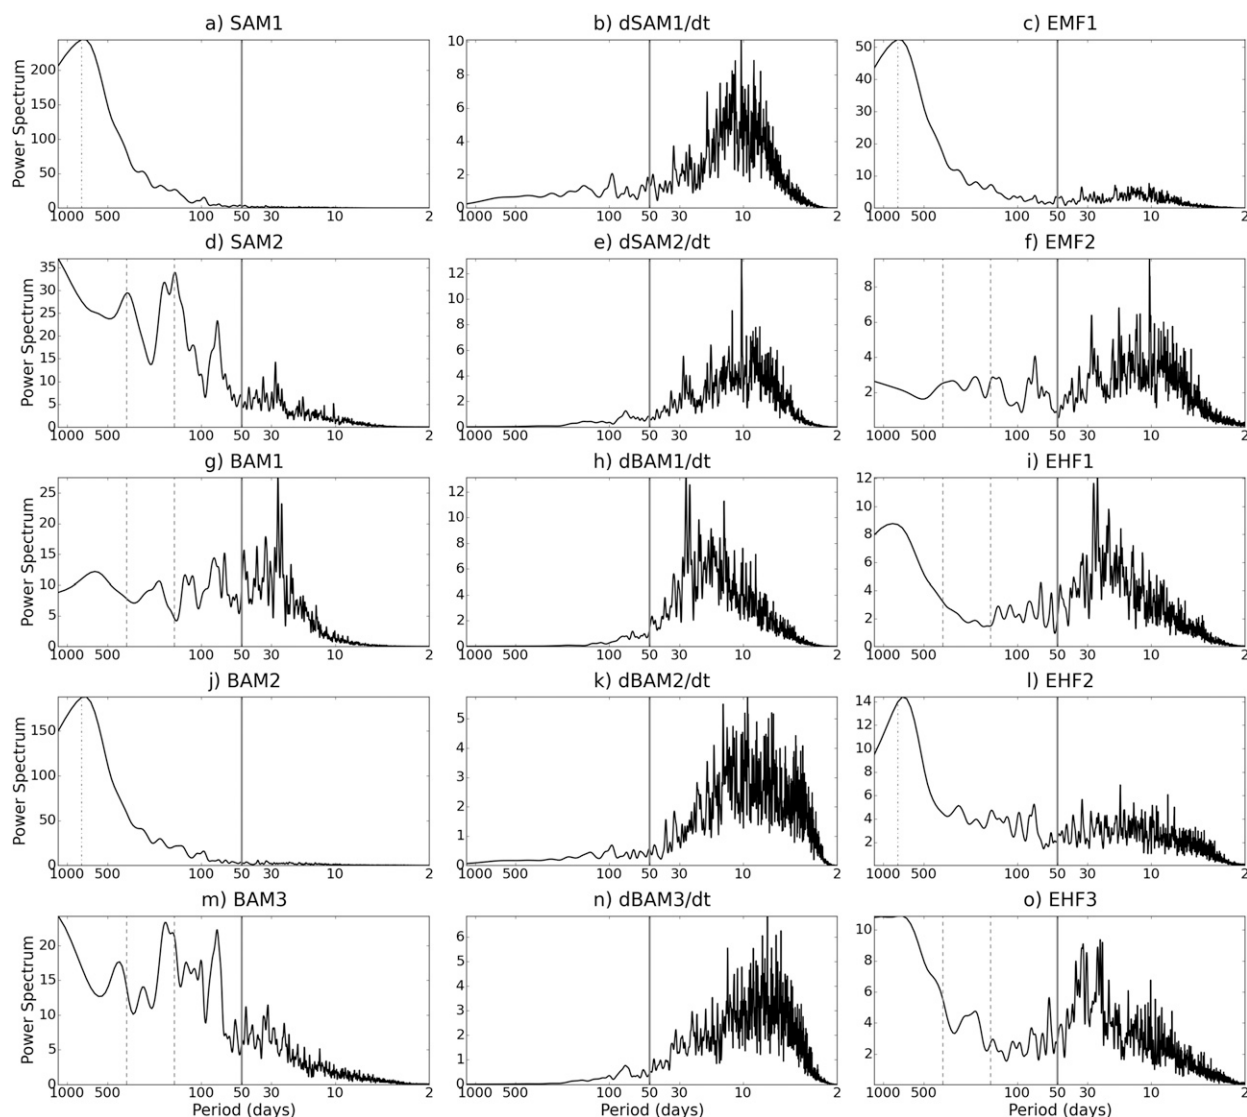 a) SAM1
b) dSAM1/dt
c) EMF1
Power Spectrum
200
150
100
50
0
1000 500 100 50 30 10 2
10
8
6
4
2
0
1000 500 100 50 30 10 2
50
40
30
20
10
0
1000 500 100 50 30 10 2
d) SAM2
e) dSAM2/dt
f) EMF2
Power Spectrum
35
30
25
20
15
10
5
0
1000 500 100 50 30 10 2
12
10
8
6
4
2
0
1000 500 100 50 30 10 2
8
6
4
2
1000 500 100 50 30 10 2
g) BAM1
h) dBAM1/dt
i) EHF1
Power Spectrum
25
20
15
10
5
0
1000 500 100 50 30 10 2
12
10
8
6
4
2
0
1000 500 100 50 30 10 2
12
10
8
6
4
2
0
1000 500 100 50 30 10 2
j) BAM2
k) dBAM2/dt
l) EHF2
Power Spectrum
150
100
50
0
1000 500 100 50 30 10 2
5
4
3
2
1
0
1000 500 100 50 30 10 2
14
12
10
8
6
4
2
1000 500 100 50 30 10 2
m) BAM3
n) dBAM3/dt
o) EHF3
Power Spectrum
20
15
10
5
0
1000 500 100 50 30 10 2
Period (days)
6
5
4
3
2
1
0
1000 500 100 50 30 10 2
Period (days)
10
8
6
4
2
1000 500 100 50 30 10 2
Period (days)